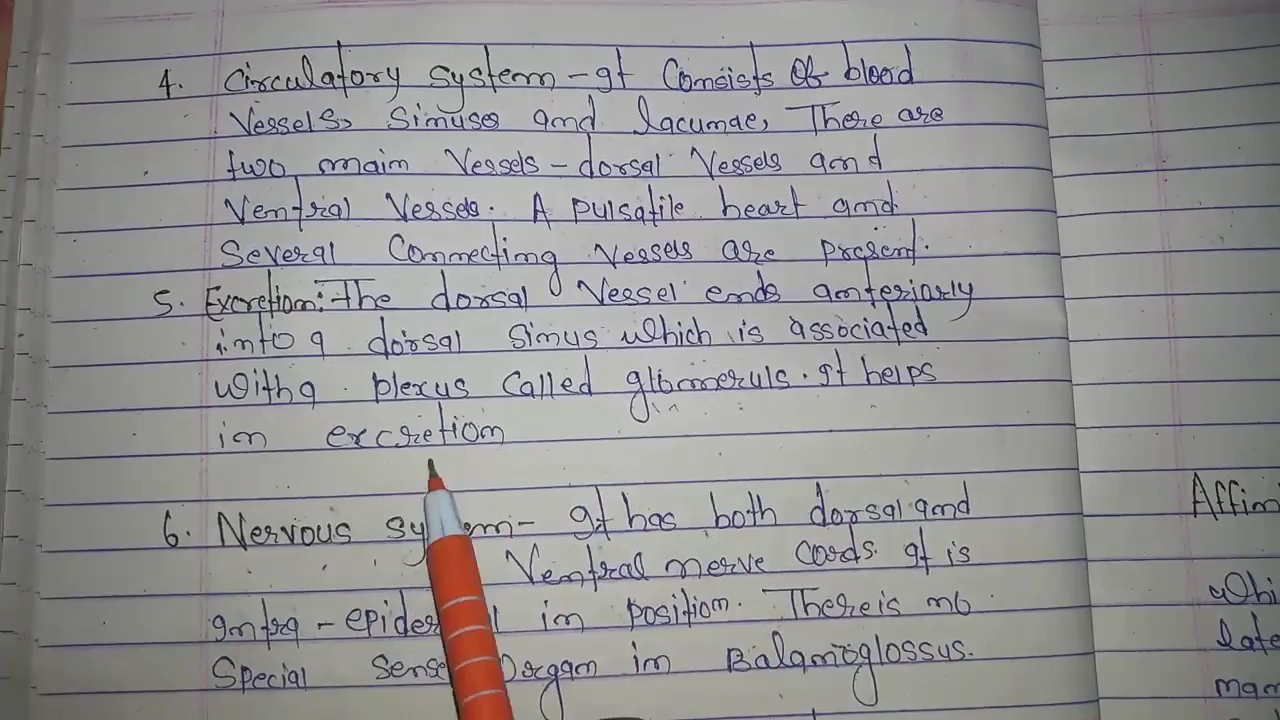 4. Circulatory system - It Consists Of blood
Vessels, Sinuses and lacunae, There are
two main Vessels - dorsal Vessels and
Ventral Vessels. A pulsatile heart and
Several Connecting Vessels are present.
5. Excretion: The dorsal Vessel ends anteriarly
into a dorsal Sinus which is associated
with a plexus Called glomeruls. It helps
in excretion
6. Nervous sy em - It has both dorsal and
Ventral nerve Cords. It is
Intra - epider l in position. There is no
Special Sense Organ in Balanoglossus.
Affin
whi
late
man